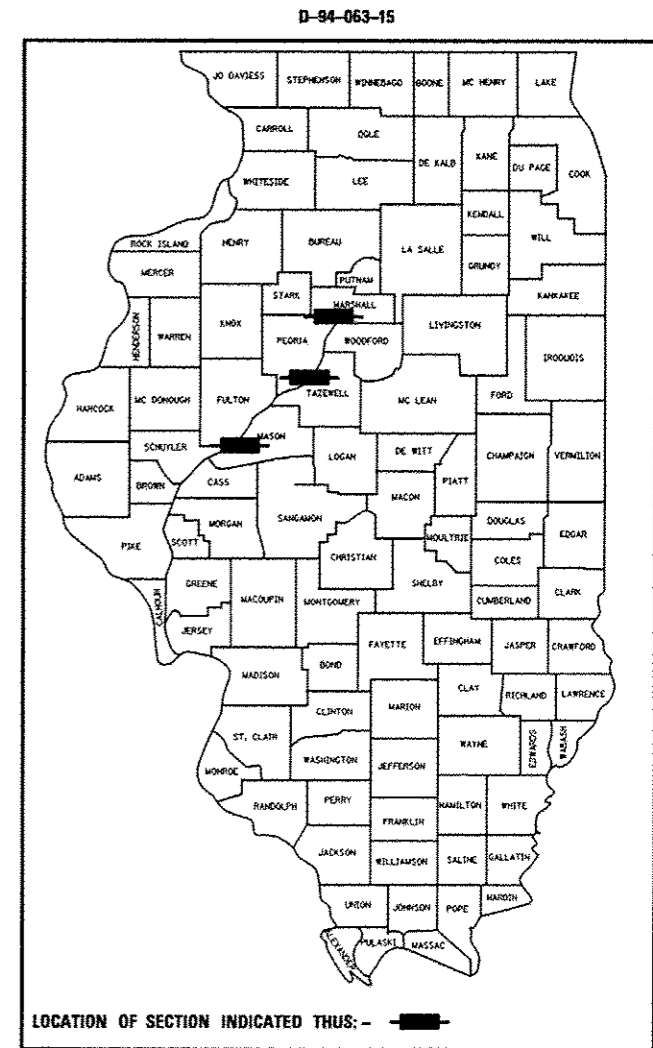 D-94-063-15
JO DAVIESS STEPHENSON WINNEBAGO BOONE MC HENRY LAKE
CARROLL OGLE DE KALB KANE DU PAGE COOK
WHITESIDE LEE
KENDALL
ROCK ISLAND HENRY BUREAU LA SALLE WILL
GRUNDY
MERCER PUTNAM
STARK KANKAKEE
MARSHALL
HENDERSON WARREN KNOX PEORIA WOODFORD LIVINGSTON
IROQUOIS
TAZEWELL
HANCOCK MC DONOUGH FULTON MC LEAN FORD
MASON
SCHUYLER LOGAN DE WITT CHAMPAIGN VERMILION
ADAMS BROWN CASS PIATT
MACON
MORGAN SANGAMON DOUGLAS
PIKE SCOTT MOULTRIE EDGAR
CHRISTIAN COLES
GREENE SHELBY
CALHOUN MACOUPIN MONTGOMERY CUMBERLAND CLARK
JERSEY
FAYETTE EFFINGHAM JASPER CRAWFORD
MADISON BOND
CLAY RICHLAND LAWRENCE
CLINTON MARION
ST. CLAIR WAYNE EDWARDS WABASH
WASHINGTON JEFFERSON
MONROE
RANDOLPH PERRY HAMILTON WHITE
FRANKLIN
JACKSON WILLIAMSON SALINE GALLATIN
UNION JOHNSON POPE HARDIN
ALEXANDER PULASKI MASSAC
LOCATION OF SECTION INDICATED THUS: -